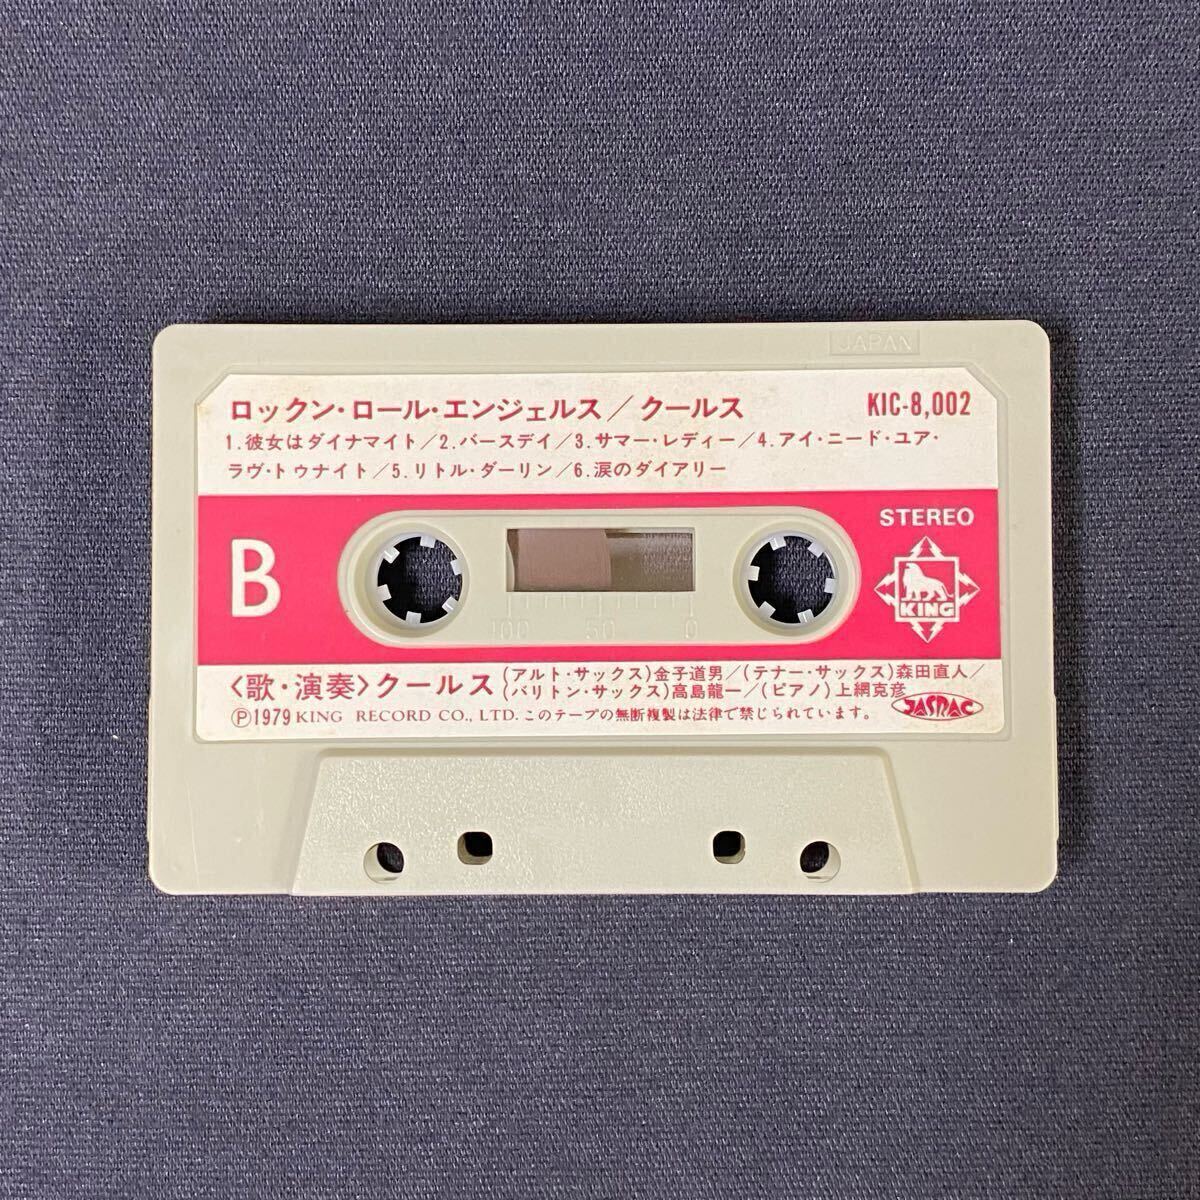 JAPAN
ロックン・ロール・エンジェルス／クールス KIC-8,002
1. 彼女はダイナマイト／2. バースデイ／3. サマー・レディー／4. アイ・ニード・ユア・
ラヴ・トゥナイト／5. リトル・ダーリン／6. 涙のダイアリー
STEREO
B
KING
100 50 0
〈歌・演奏〉クールス (アルト・サックス)金子道男／(テナー・サックス)森田直人／
(バリトン・サックス)高島龍一／(ピアノ)上綱克彦
Ⓟ1979 KING RECORD CO., LTD. このテープの無断複製は法律で禁じられています。 JASRAC